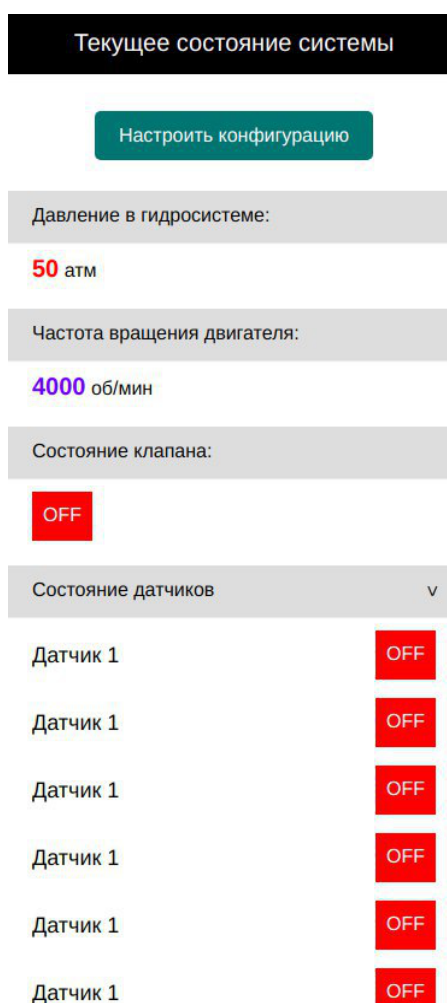 Текущее состояние системы
Настроить конфигурацию
Давление в гидросистеме:
50 атм
Частота вращения двигателя:
4000 об/мин
Состояние клапана:
OFF
Состояние датчиков v
Датчик 1 OFF
Датчик 1 OFF
Датчик 1 OFF
Датчик 1 OFF
Датчик 1 OFF
Датчик 1 OFF